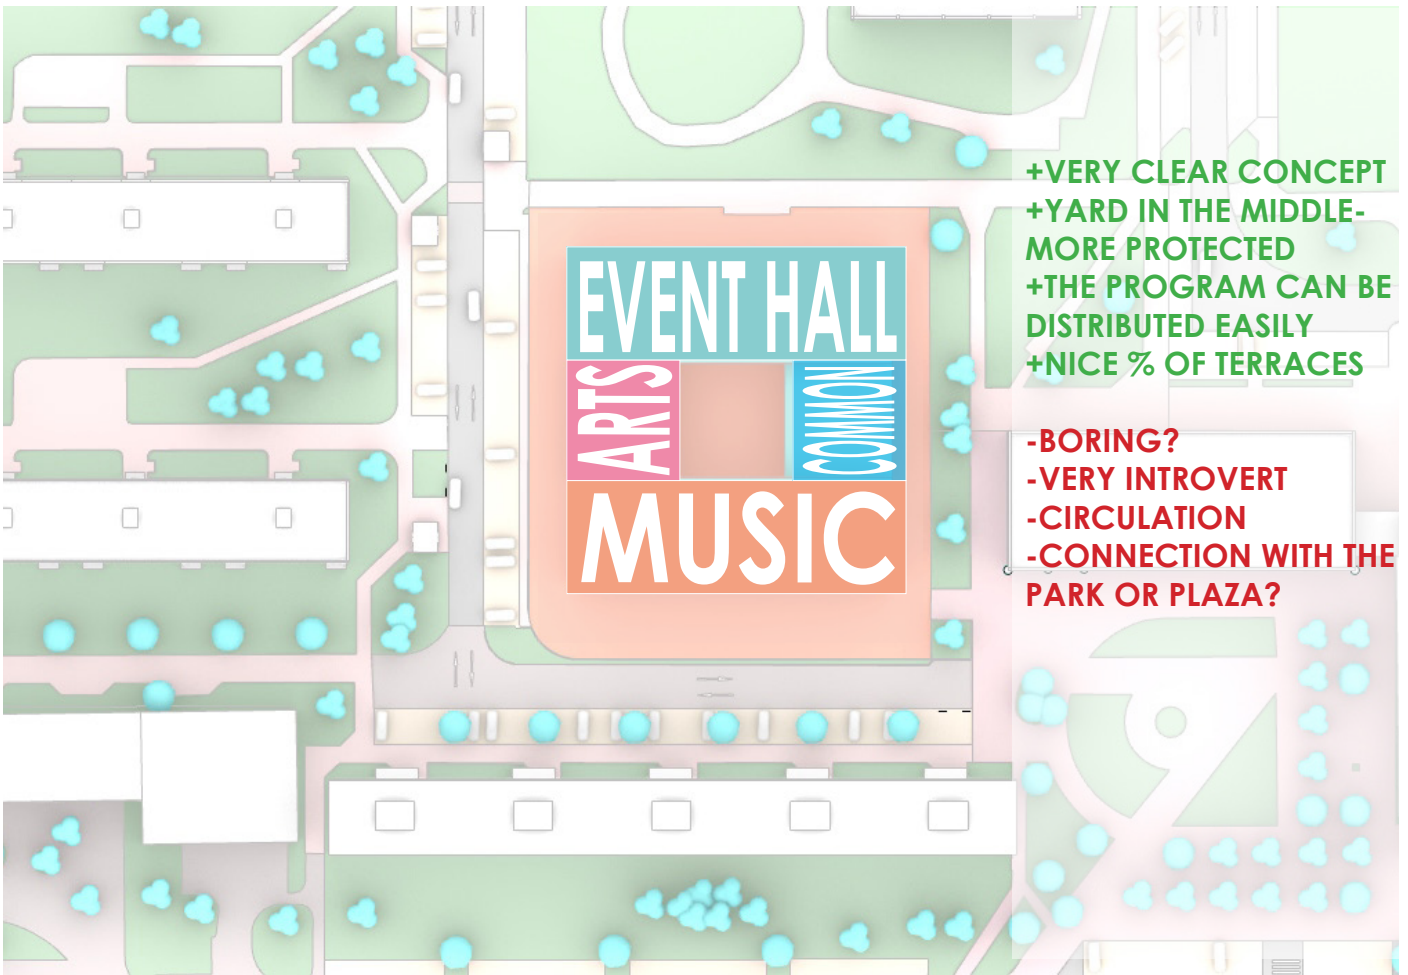 EVENT HALL
ARTS
COMMON
MUSIC
+VERY CLEAR CONCEPT
+YARD IN THE MIDDLE-
MORE PROTECTED
+THE PROGRAM CAN BE
DISTRIBUTED EASILY
+NICE % OF TERRACES
-BORING?
-VERY INTROVERT
-CIRCULATION
-CONNECTION WITH THE
PARK OR PLAZA?